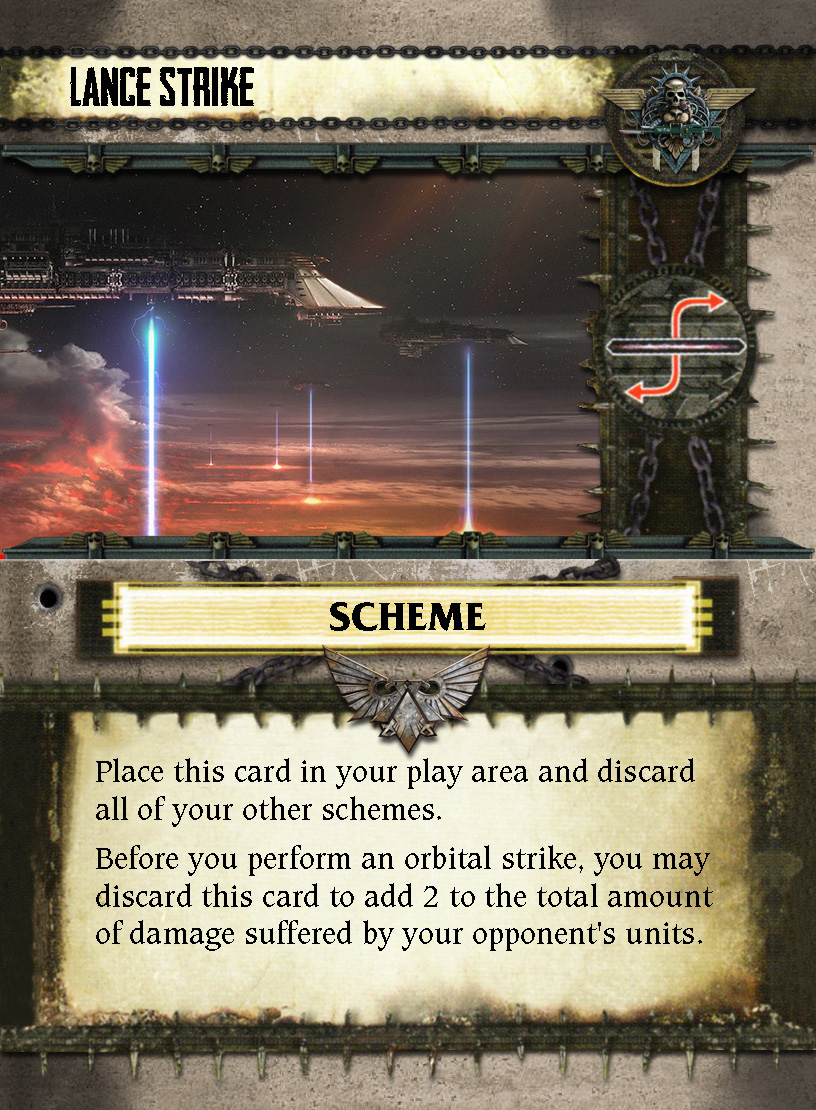 LANCE STRIKE
SCHEME
Place this card in your play area and discard
all of your other schemes.
Before you perform an orbital strike, you may
discard this card to add 2 to the total amount
of damage suffered by your opponent's units.